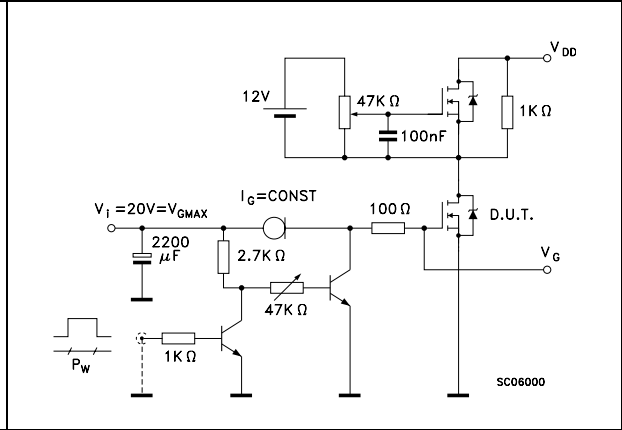 V DD
12V
47K Ω
1K Ω
100nF
V i =20V=V GMAX
I G =CONST
100 Ω
D.U.T.
2200
μF
2.7K Ω
V G
47K Ω
P W
1K Ω
SC06000